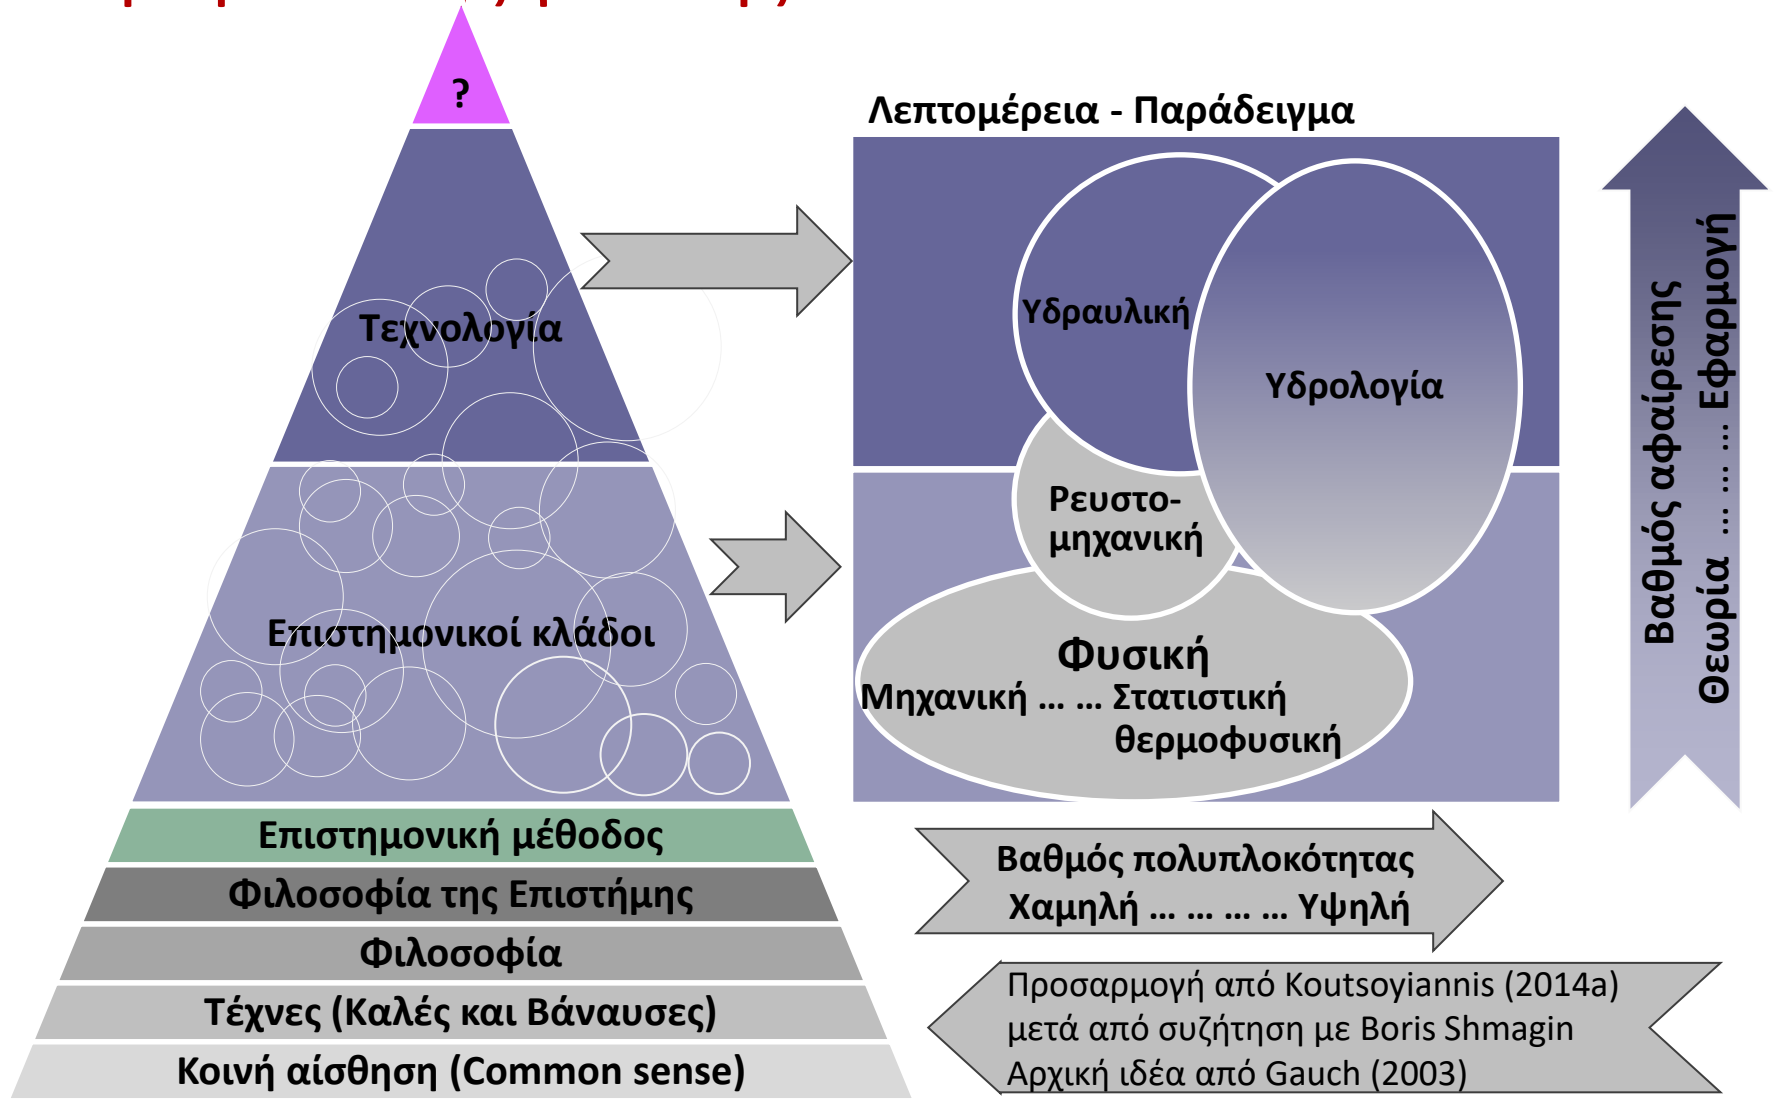 ?
Τεχνολογία
Επιστημονικοί κλάδοι
Επιστημονική μέθοδος
Φιλοσοφία της Επιστήμης
Φιλοσοφία
Τέχνες (Καλές και Βάναυσες)
Κοινή αίσθηση (Common sense)
Λεπτομέρεια - Παράδειγμα
Υδραυλική
Υδρολογία
Ρευστο-
μηχανική
Φυσική
Μηχανική ... ... Στατιστική
θερμοφυσική
Βαθμός αφαίρεσης
Θεωρία ... ... ... Εφαρμογή
Βαθμός πολυπλοκότητας
Χαμηλή ... ... ... ... Υψηλή
Προσαρμογή από Koutsoyiannis (2014a)
μετά από συζήτηση με Boris Shmagin
Αρχική ιδέα από Gauch (2003)